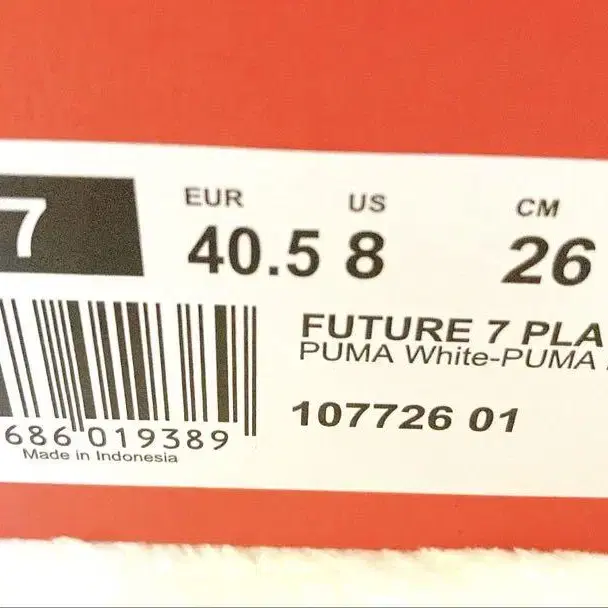 7
EUR
40.5
US
8
CM
26
FUTURE 7 PLA
PUMA White-PUMA
107726 01
686 019389
Made in Indonesia